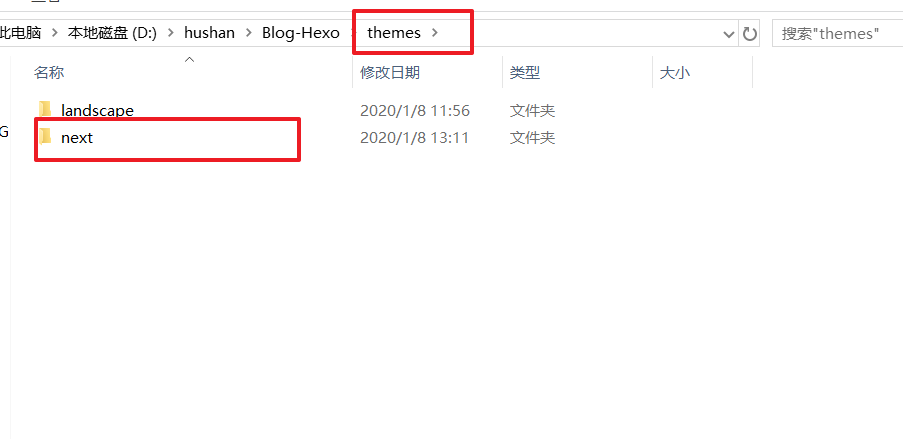 此电脑 > 本地磁盘 (D:) > hushan > Blog-Hexo > themes > 搜索"themes"
名称 修改日期 类型 大小
landscape 2020/1/8 11:56 文件夹
next 2020/1/8 13:11 文件夹
G